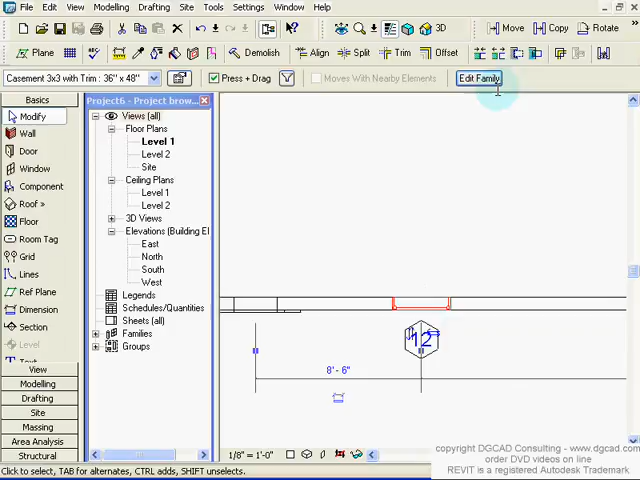 File Edit View Modelling Drafting Site Tools Settings Window Help
3D Move Copy Rotate
Plane Demolish Align Split Trim Offset
Casement 3x3 with Trim : 36" x 48" Press + Drag Moves With Nearby Elements Edit Family
Basics
Modify
Wall
Door
Window
Component
Roof »
Floor
Room Tag
Grid
Lines
Ref Plane
Dimension
Section
Level
Text
View
Modelling
Drafting
Site
Massing
Area Analysis
Structural
Project6 - Project brow...
Views (all)
Floor Plans
Level 1
Level 2
Site
Ceiling Plans
Level 1
Level 2
3D Views
Elevations (Building El
East
North
South
West
Legends
Schedules/Quantities
Sheets (all)
Families
Groups
12
8' - 6"
1/8" = 1'-0"
Click to select, TAB for alternates, CTRL adds, SHIFT unselects.
copyright DGCAD Consulting - www.dgcad.com
order DVD videos on line
REVIT is a registered Autodesk Trademark